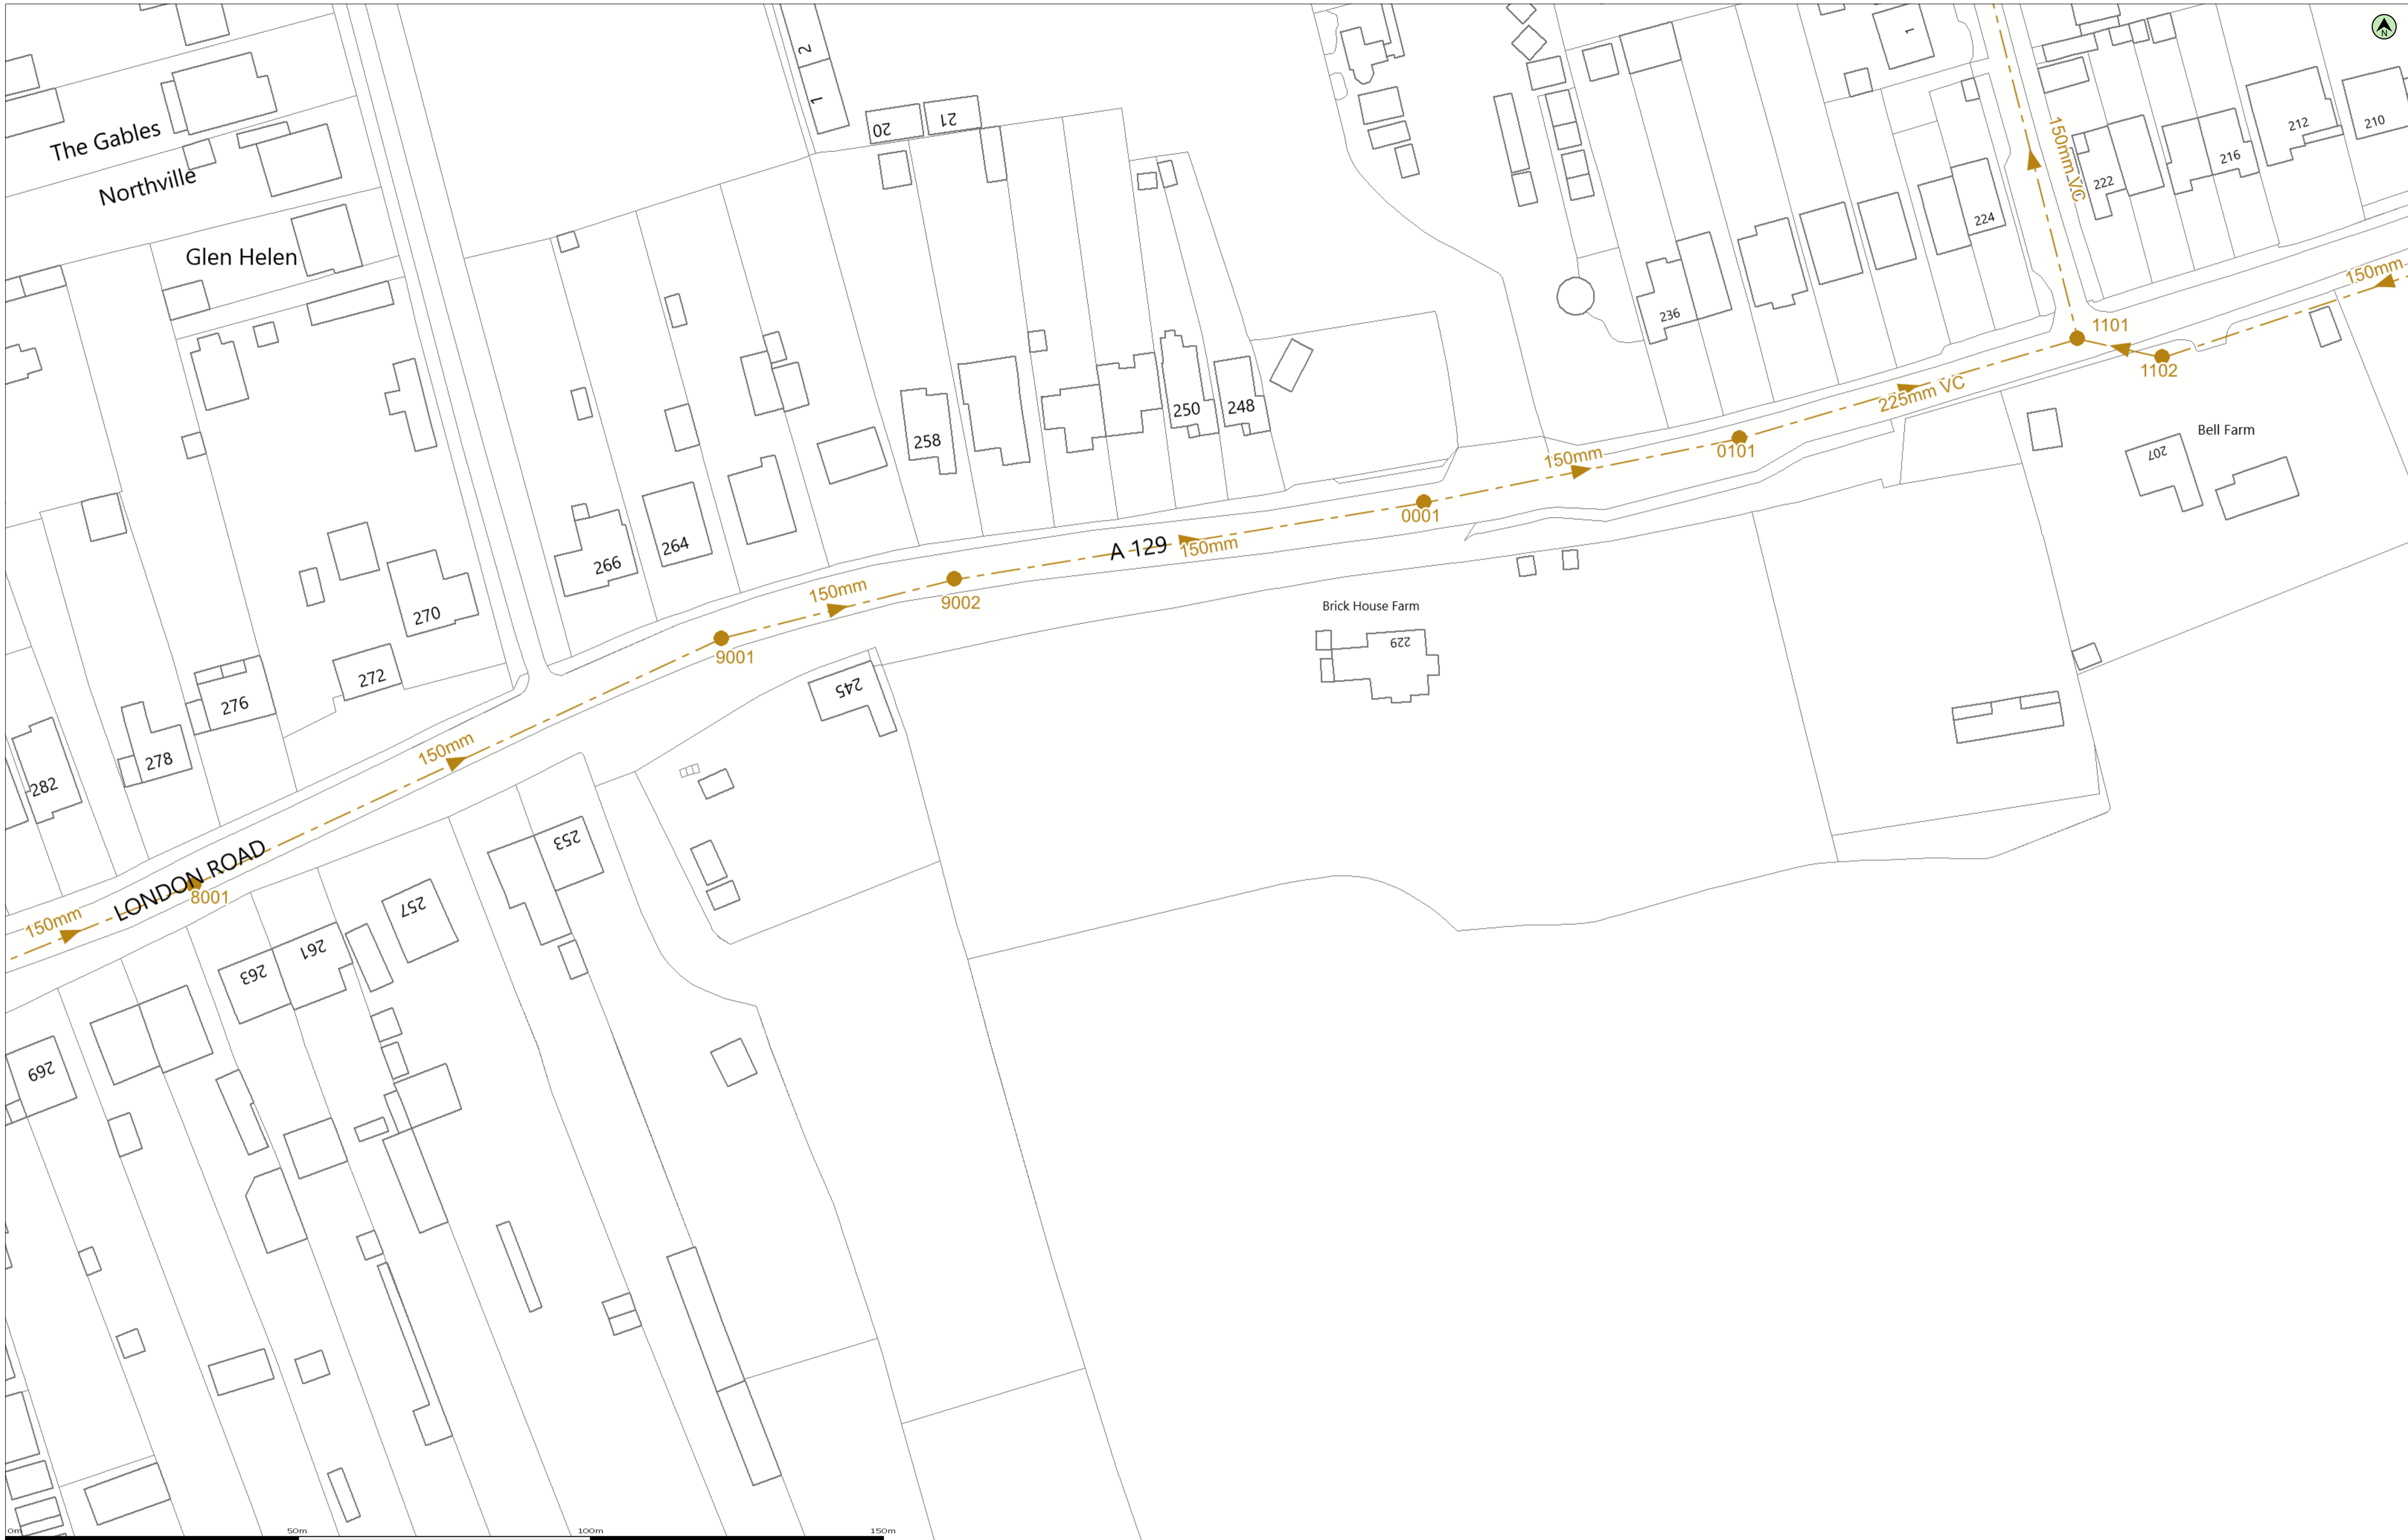 N
2
1
20
21
1
The Gables
Northville
Glen Helen
150mm VC
222
216
212
210
224
236
150mm
1101
1102
225mm VC
0101
150mm
0001
150mm
A 129
258
250
248
Bell Farm
207
266
264
270
272
276
278
282
150mm
9002
9001
Brick House Farm
229
245
150mm
253
LONDON ROAD
8001
150mm
257
261
263
269
0m
50m
100m
150m